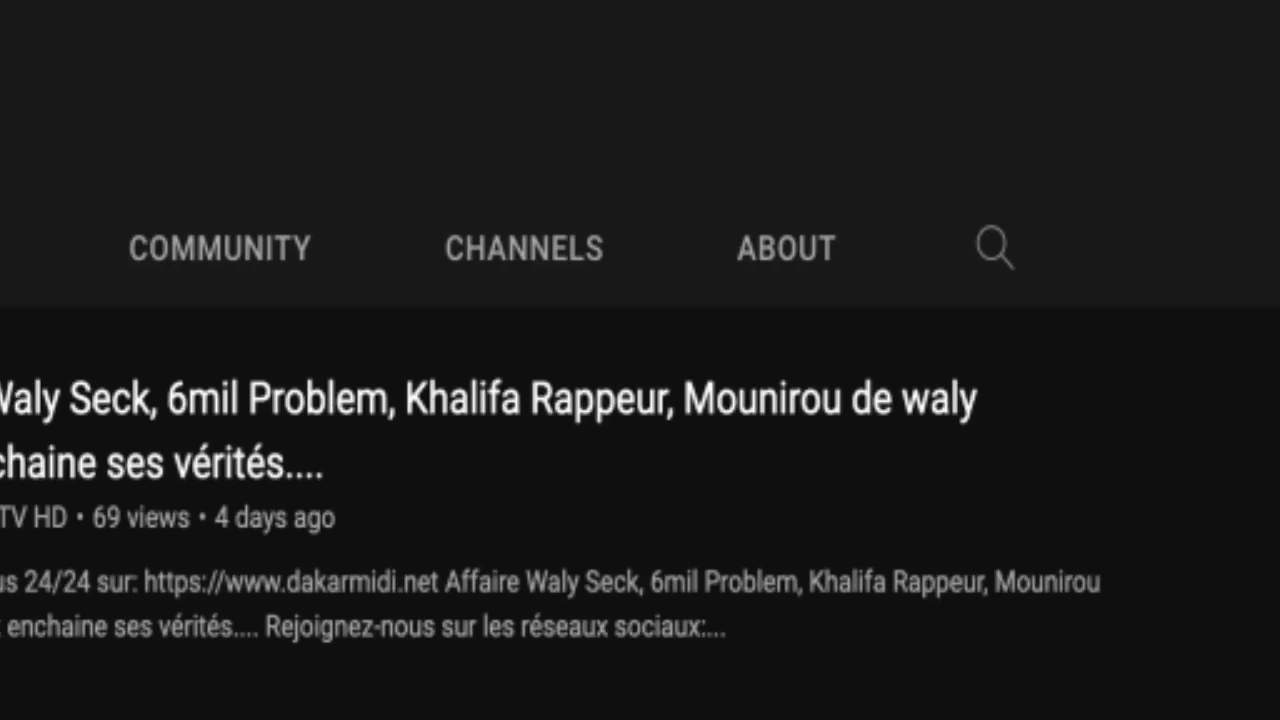 COMMUNITY CHANNELS ABOUT
Waly Seck, 6mil Problem, Khalifa Rappeur, Mounirou de waly
chaine ses vérités....
TV HD • 69 views • 4 days ago
us 24/24 sur: https://www.dakarmidi.net Affaire Waly Seck, 6mil Problem, Khalifa Rappeur, Mounirou
enchaine ses vérités.... Rejoignez-nous sur les réseaux sociaux:...